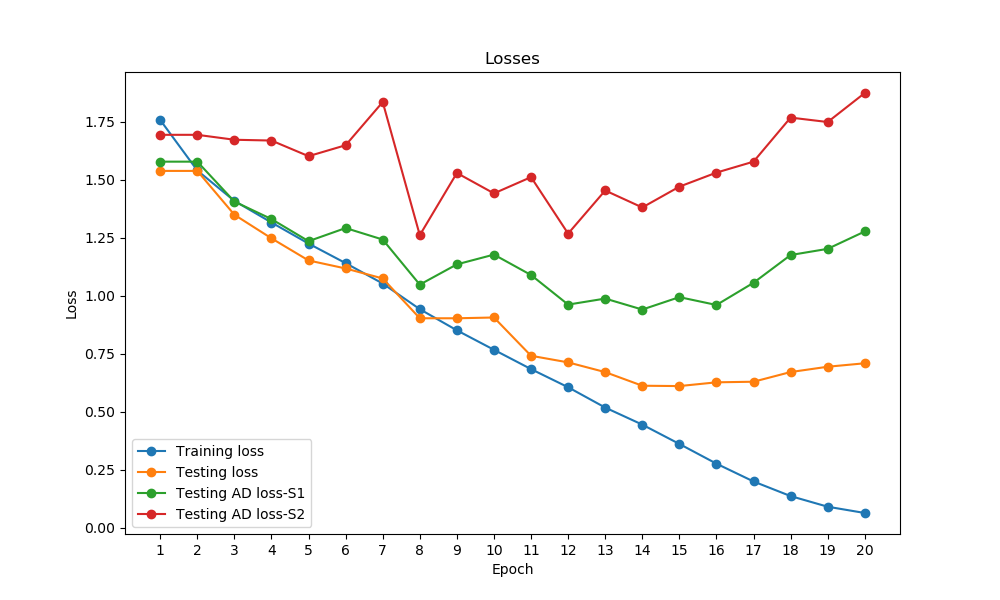 Losses
Loss
1.75
1.50
1.25
1.00
0.75
0.50
0.25
0.00
Training loss
Testing loss
Testing AD loss-S1
Testing AD loss-S2
1 2 3 4 5 6 7 8 9 10 11 12 13 14 15 16 17 18 19 20
Epoch